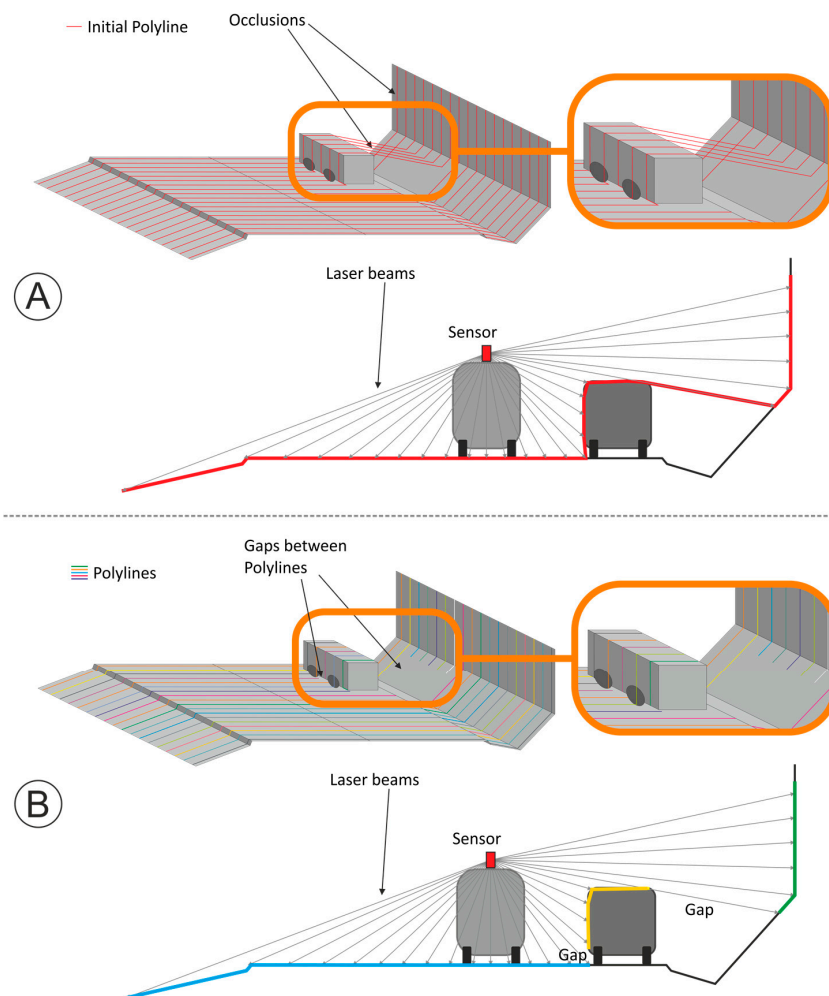 Initial Polyline
Occlusions
A
Laser beams
Sensor
Gaps between
Polylines
Polylines
B
Laser beams
Sensor
Gap
Gap